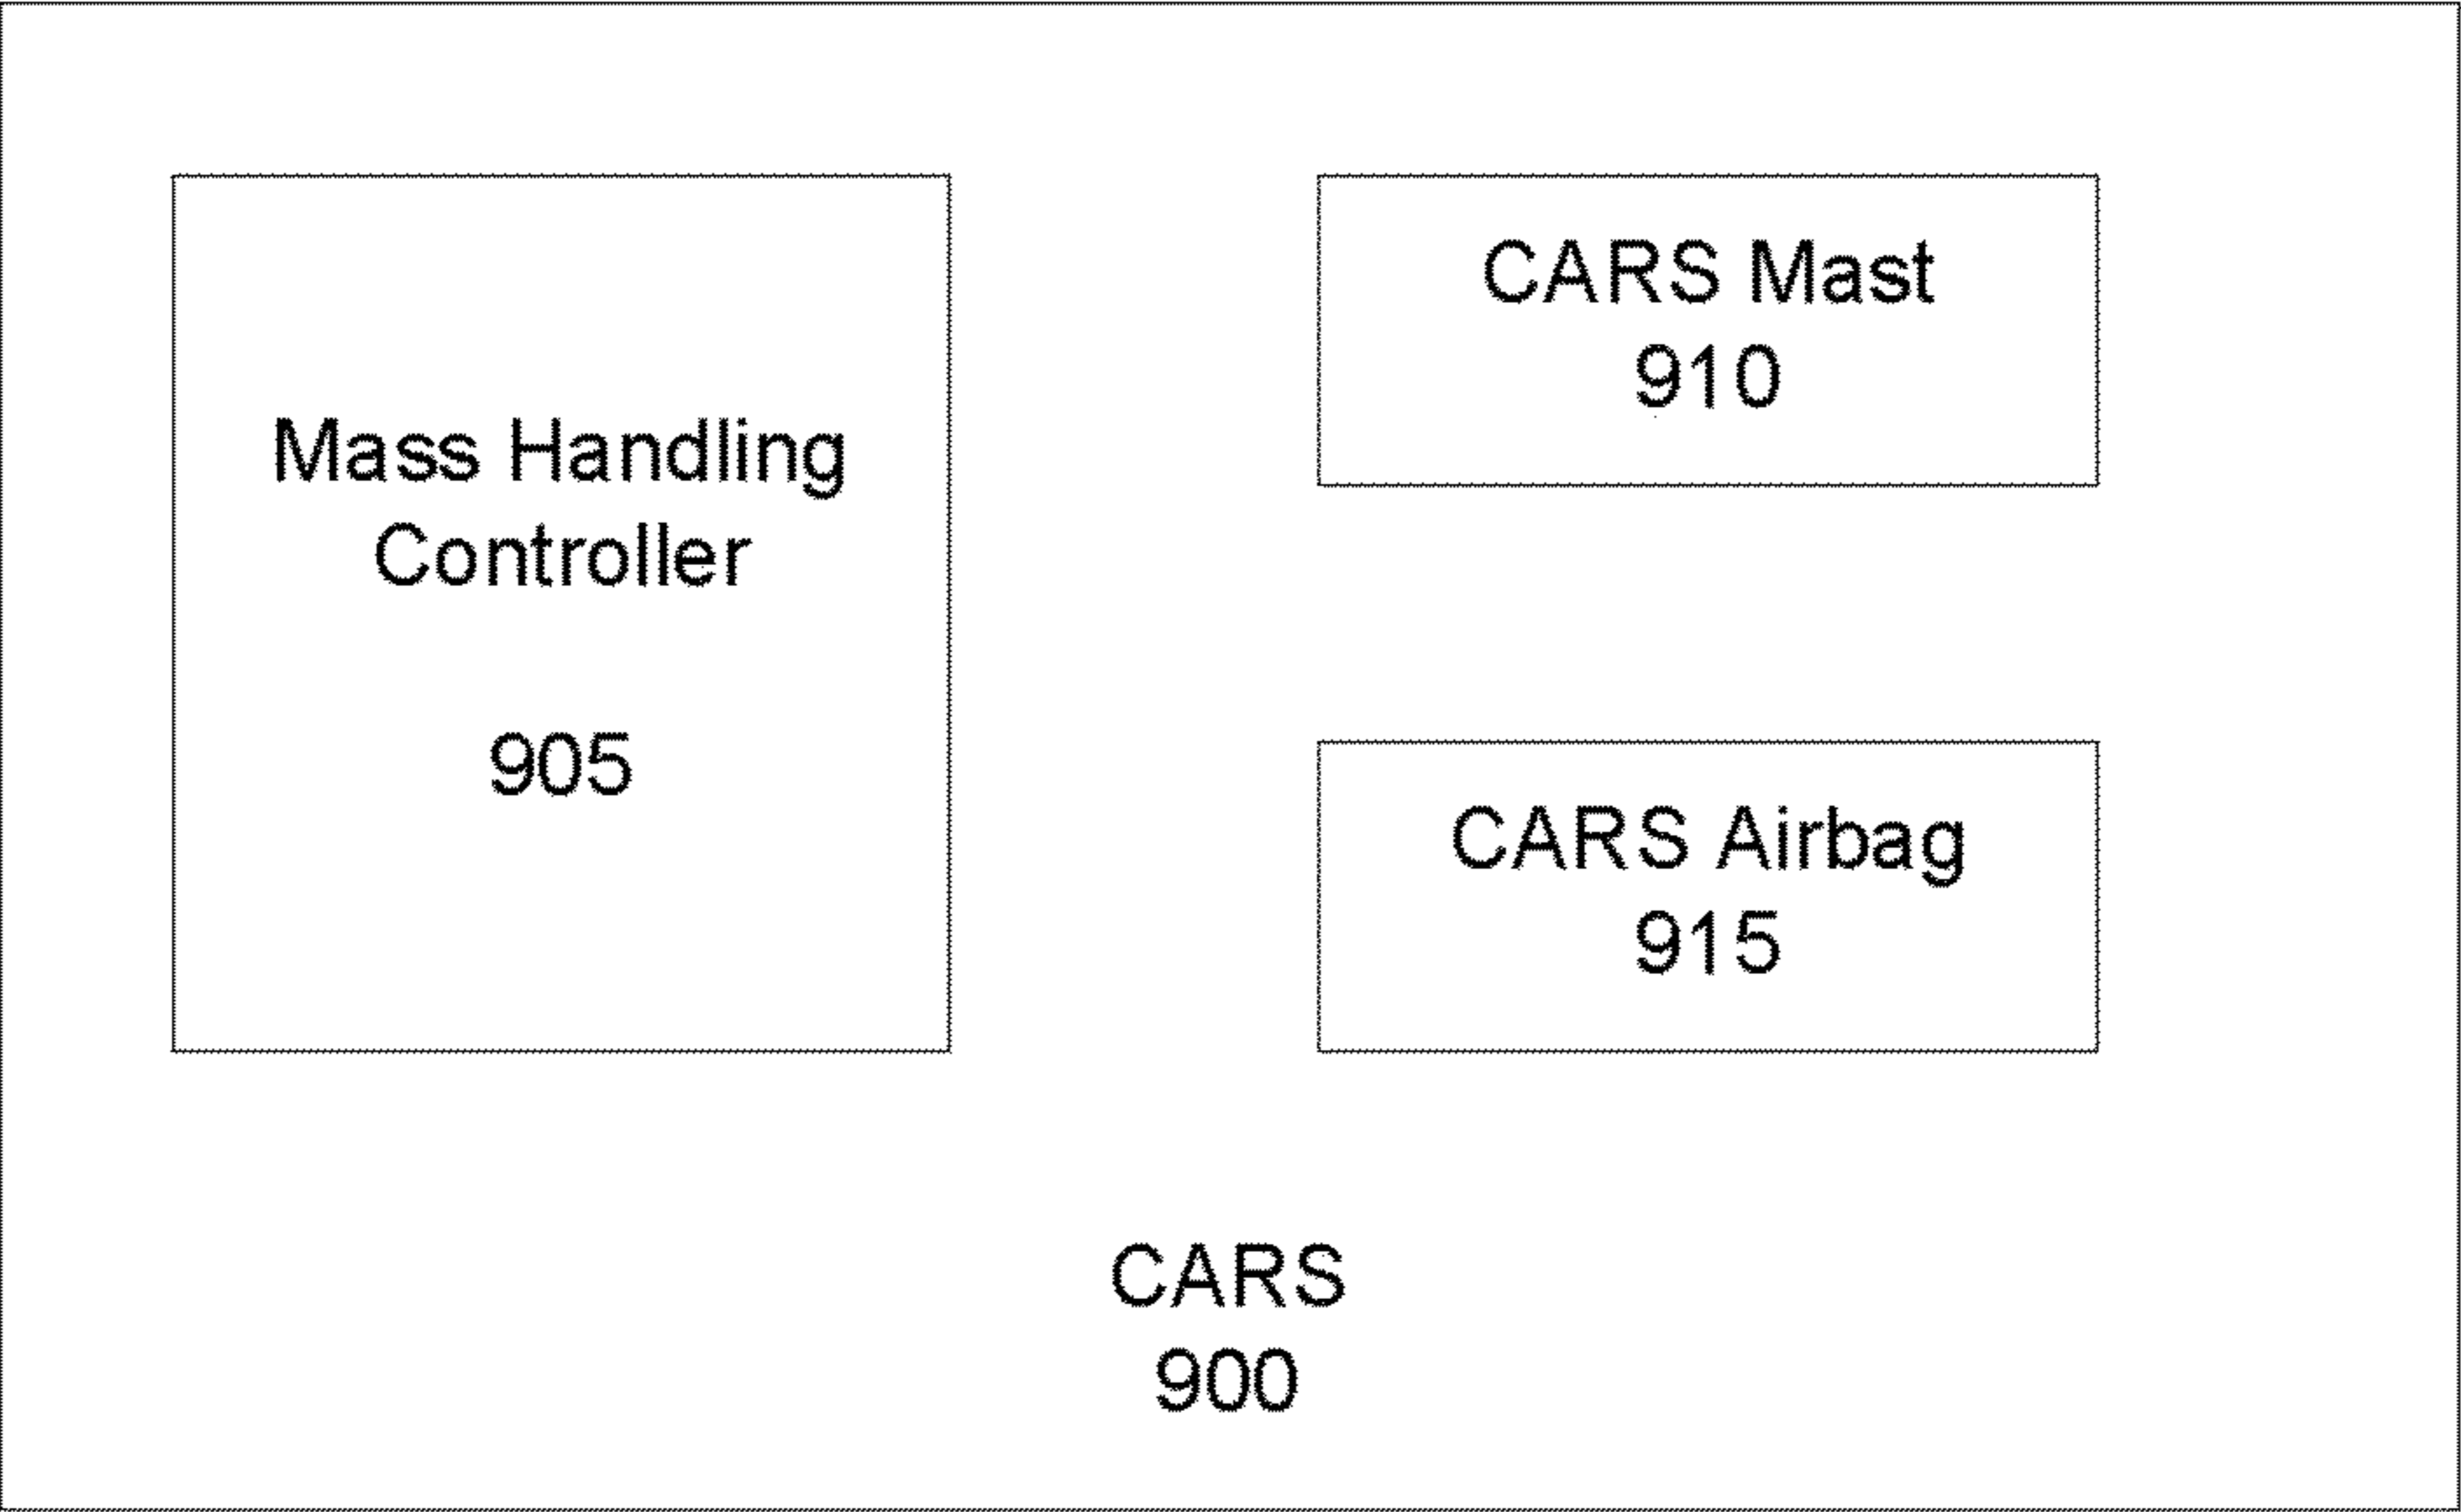 Mass Handling
Controller
905
CARS Mast
910
CARS Airbag
915
CARS
900